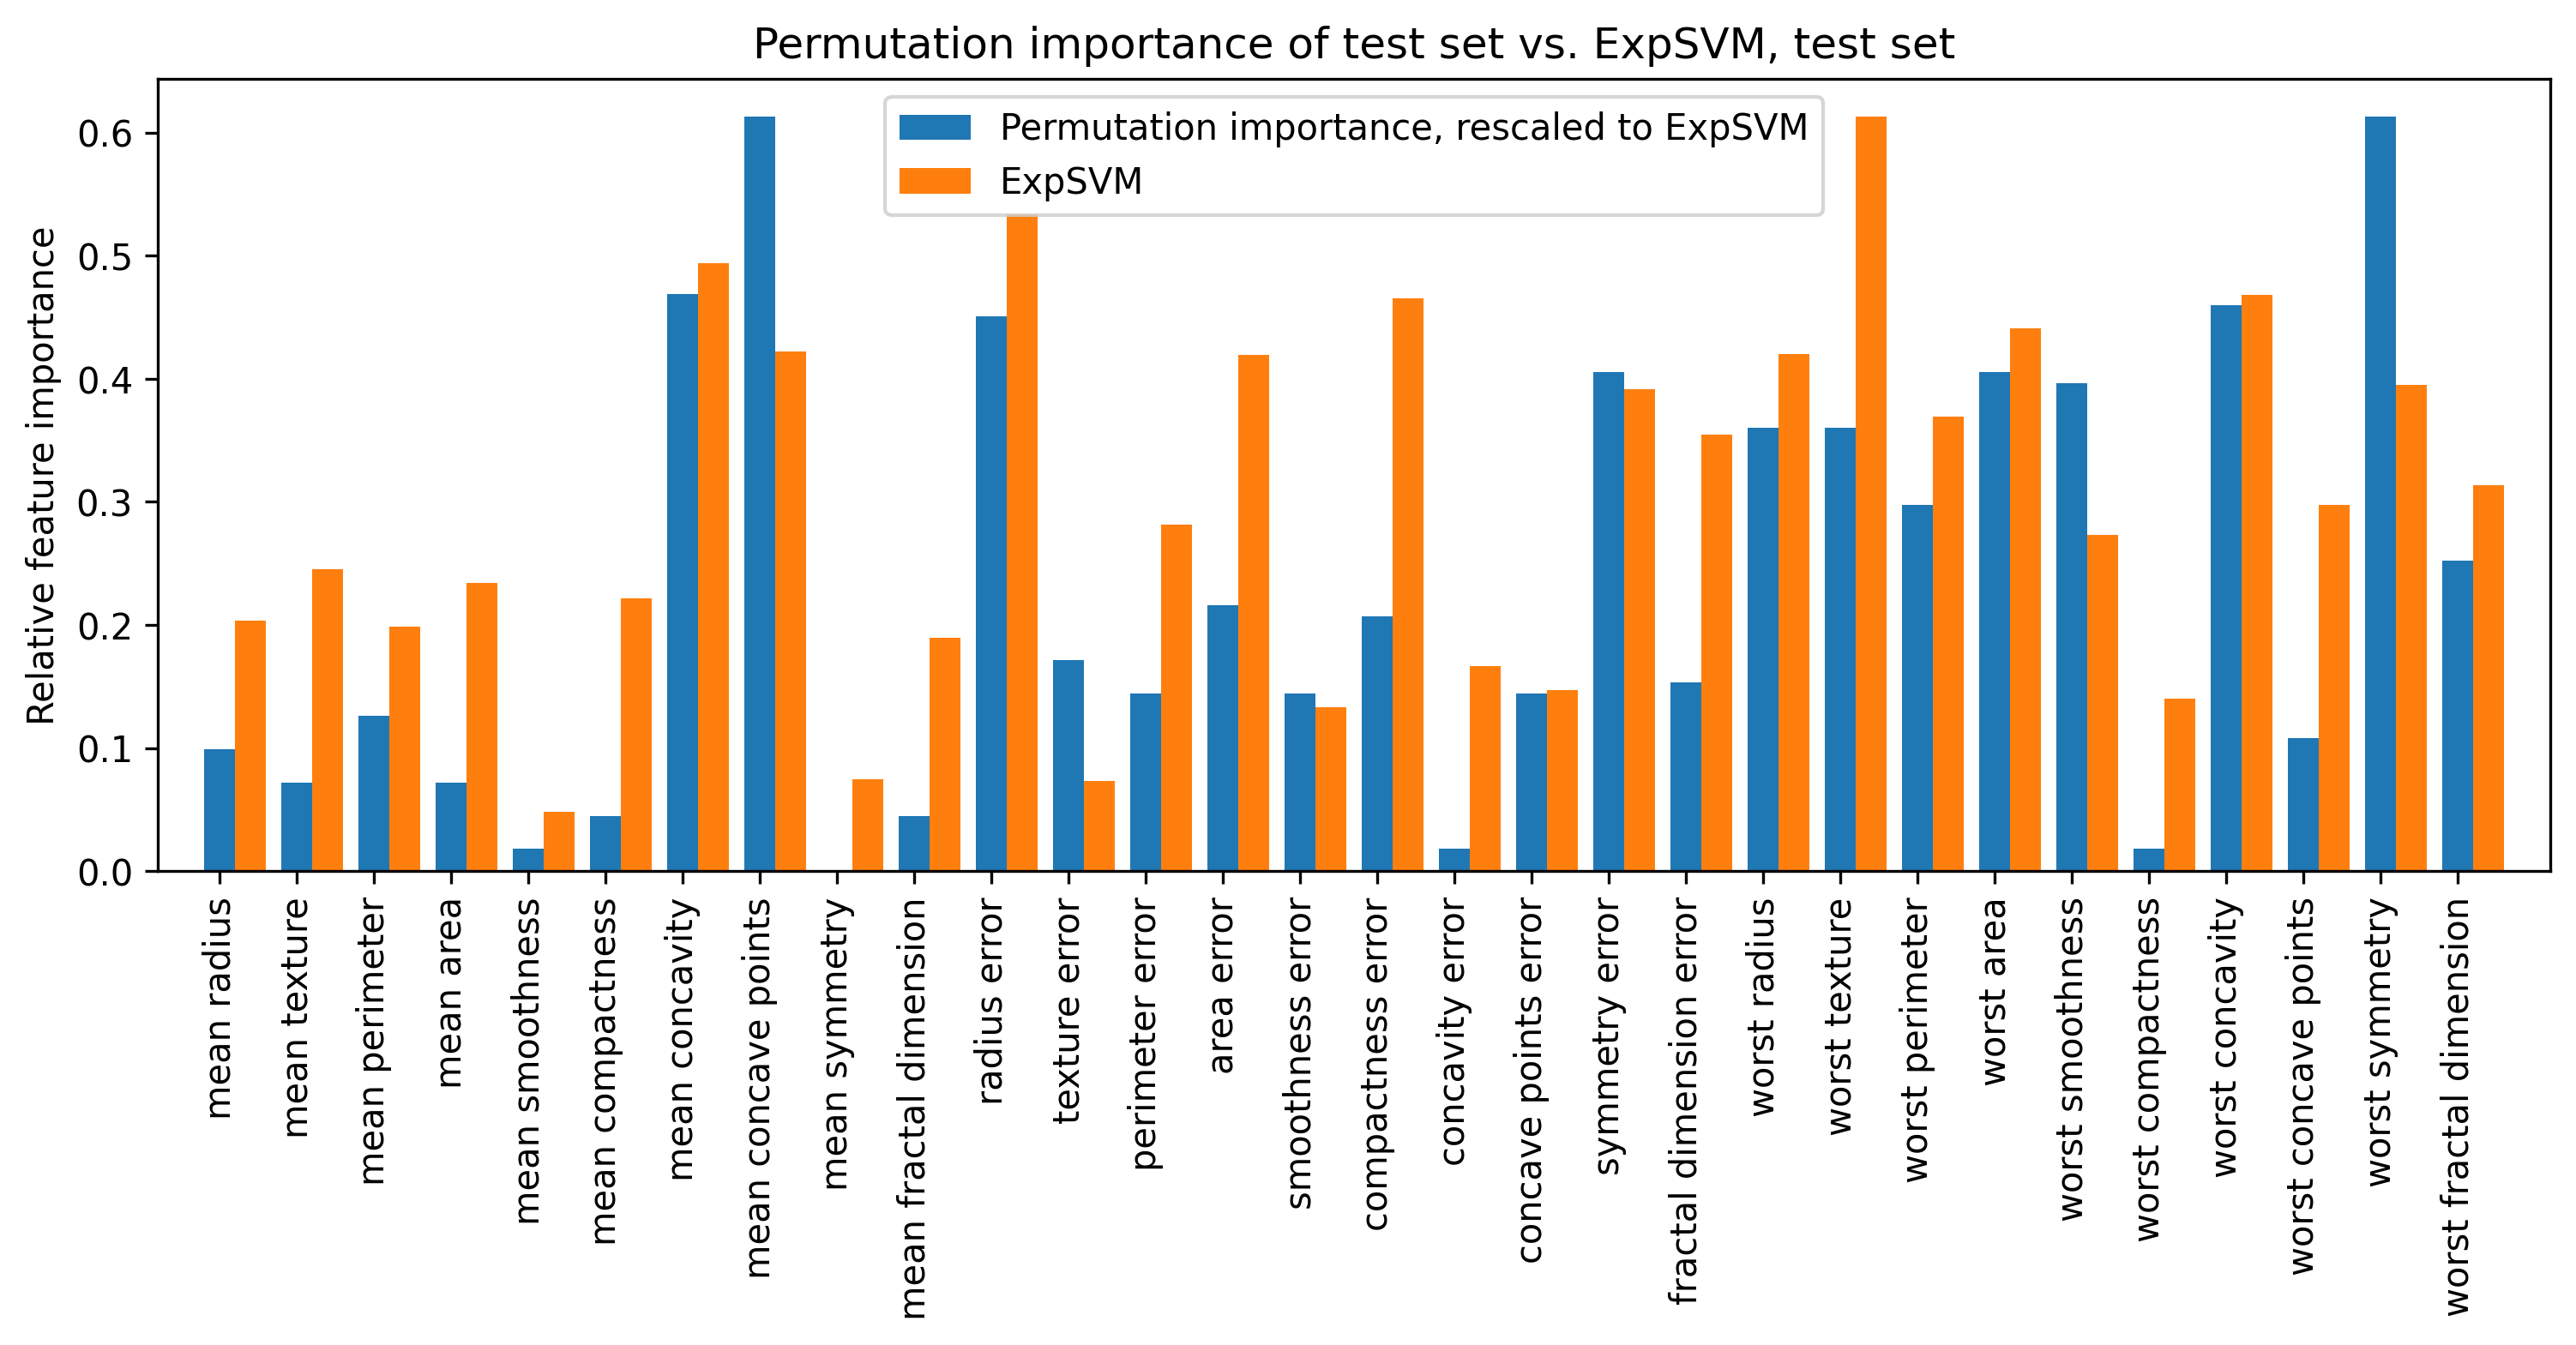 Permutation importance of test set vs. ExpSVM, test set
Permutation importance, rescaled to ExpSVM
ExpSVM
Relative feature importance
0.6
0.5
0.4
0.3
0.2
0.1
0.0
mean radius
mean texture
mean perimeter
mean area
mean smoothness
mean compactness
mean concavity
mean concave points
mean symmetry
mean fractal dimension
radius error
texture error
perimeter error
area error
smoothness error
compactness error
concavity error
concave points error
symmetry error
fractal dimension error
worst radius
worst texture
worst perimeter
worst area
worst smoothness
worst compactness
worst concavity
worst concave points
worst symmetry
worst fractal dimension